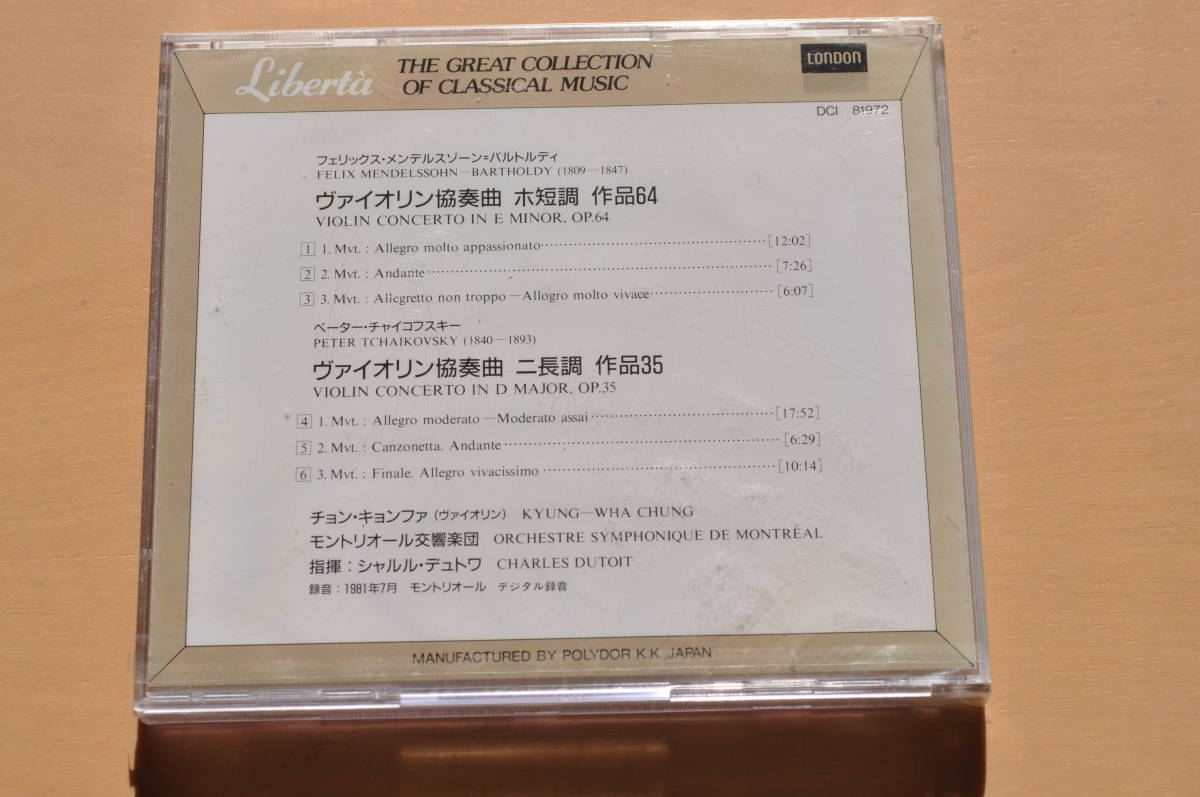 Libertà
THE GREAT COLLECTION
OF CLASSICAL MUSIC
LONDON
DCI 81972
フェリックス・メンデルスゾーン=バルトルディ
FELIX MENDELSSOHN—BARTHOLDY (1809—1847)
ヴァイオリン協奏曲 ホ短調 作品64
VIOLIN CONCERTO IN E MINOR, OP.64
1 1. Mvt. : Allegro molto appassionato [12:02]
2 2. Mvt. : Andante [7:26]
3 3. Mvt. : Allegretto non troppo—Allogro molto vivace [6:07]
ペーター・チャイコフスキー
PETER TCHAIKOVSKY (1840—1893)
ヴァイオリン協奏曲 ニ長調 作品35
VIOLIN CONCERTO IN D MAJOR, OP.35
4 1. Mvt. : Allegro moderato—Moderato assai [17:52]
5 2. Mvt. : Canzonetta. Andante [6:29]
6 3. Mvt. : Finale. Allegro vivacissimo [10:14]
チョン・キョンファ (ヴァイオリン) KYUNG—WHA CHUNG
モントリオール交響楽団 ORCHESTRE SYMPHONIQUE DE MONTRÉAL
指揮：シャルル・デュトワ CHARLES DUTOIT
録音：1981年7月 モントリオール デジタル録音
MANUFACTURED BY POLYDOR K.K., JAPAN